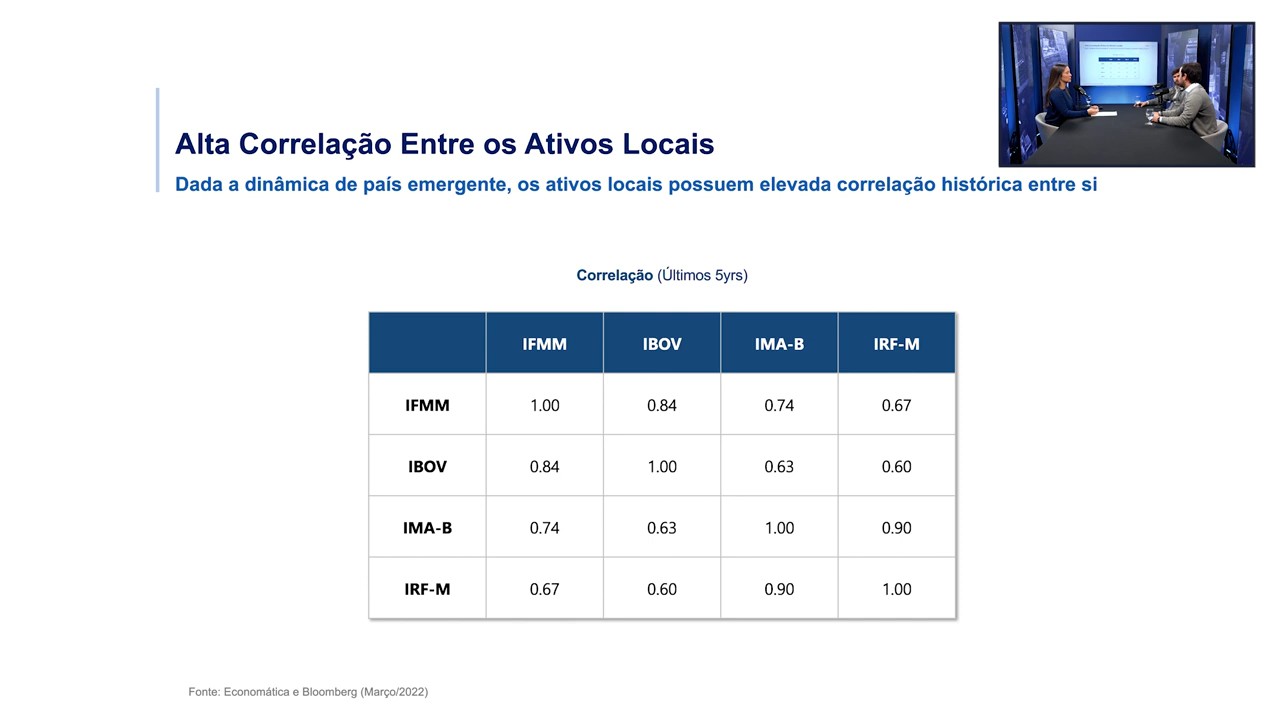 Alta Correlação Entre os Ativos Locais
Dada a dinâmica de país emergente, os ativos locais possuem elevada correlação histórica entre si
Correlação (Últimos 5yrs)
IFMM IBOV IMA-B IRF-M
IFMM 1.00 0.84 0.74 0.67
IBOV 0.84 1.00 0.63 0.60
IMA-B 0.74 0.63 1.00 0.90
IRF-M 0.67 0.60 0.90 1.00
Fonte: Economática e Bloomberg (Março/2022)